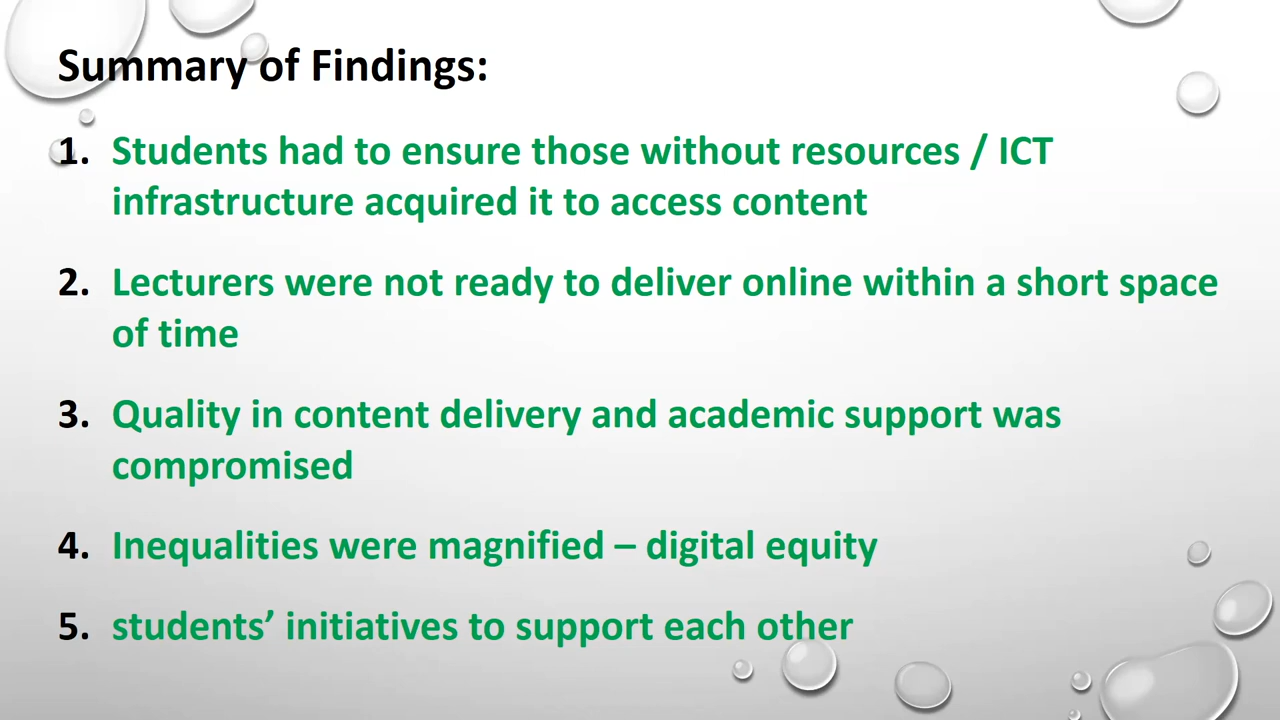 Summary of Findings:
1. Students had to ensure those without resources / ICT
infrastructure acquired it to access content
2. Lecturers were not ready to deliver online within a short space
of time
3. Quality in content delivery and academic support was
compromised
4. Inequalities were magnified – digital equity
5. students’ initiatives to support each other